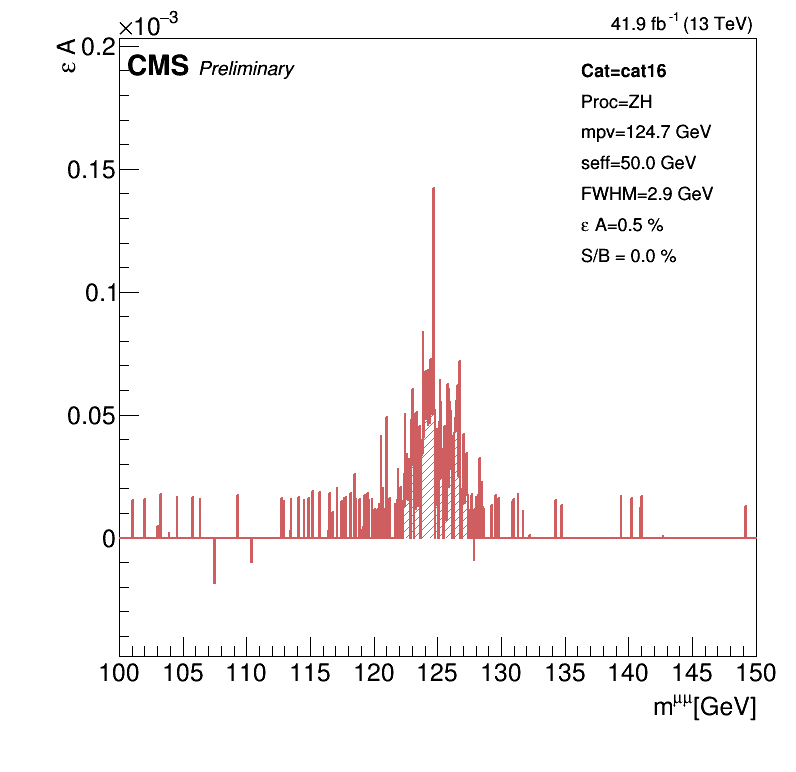 ×10⁻³
41.9 fb⁻¹ (13 TeV)
ε A
CMS Preliminary
Cat=cat16
Proc=ZH
mpv=124.7 GeV
seff=50.0 GeV
FWHM=2.9 GeV
ε A=0.5 %
S/B = 0.0 %
0.2
0.15
0.1
0.05
0
100 105 110 115 120 125 130 135 140 145 150
m^μμ[GeV]